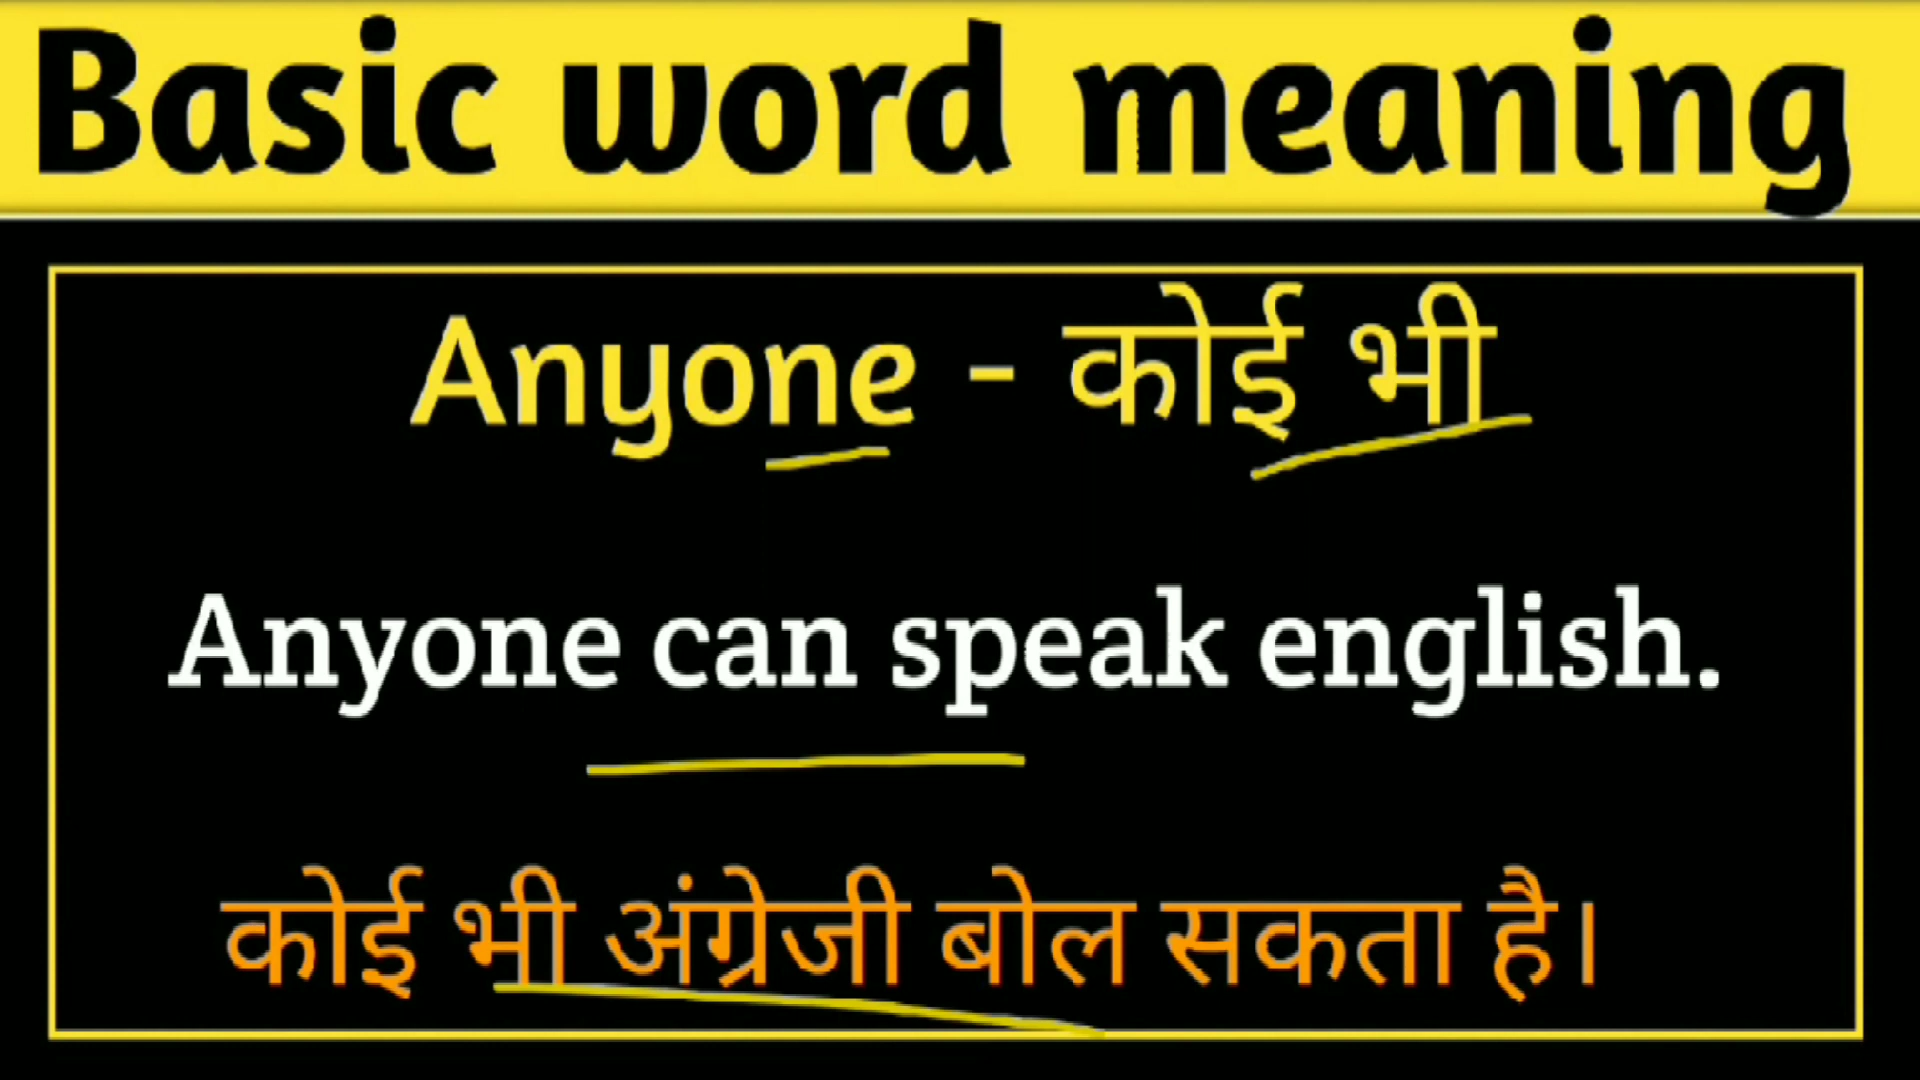 Basic word meaning
Anyone - कोई भी
Anyone can speak english.
कोई भी अंग्रेजी बोल सकता है।